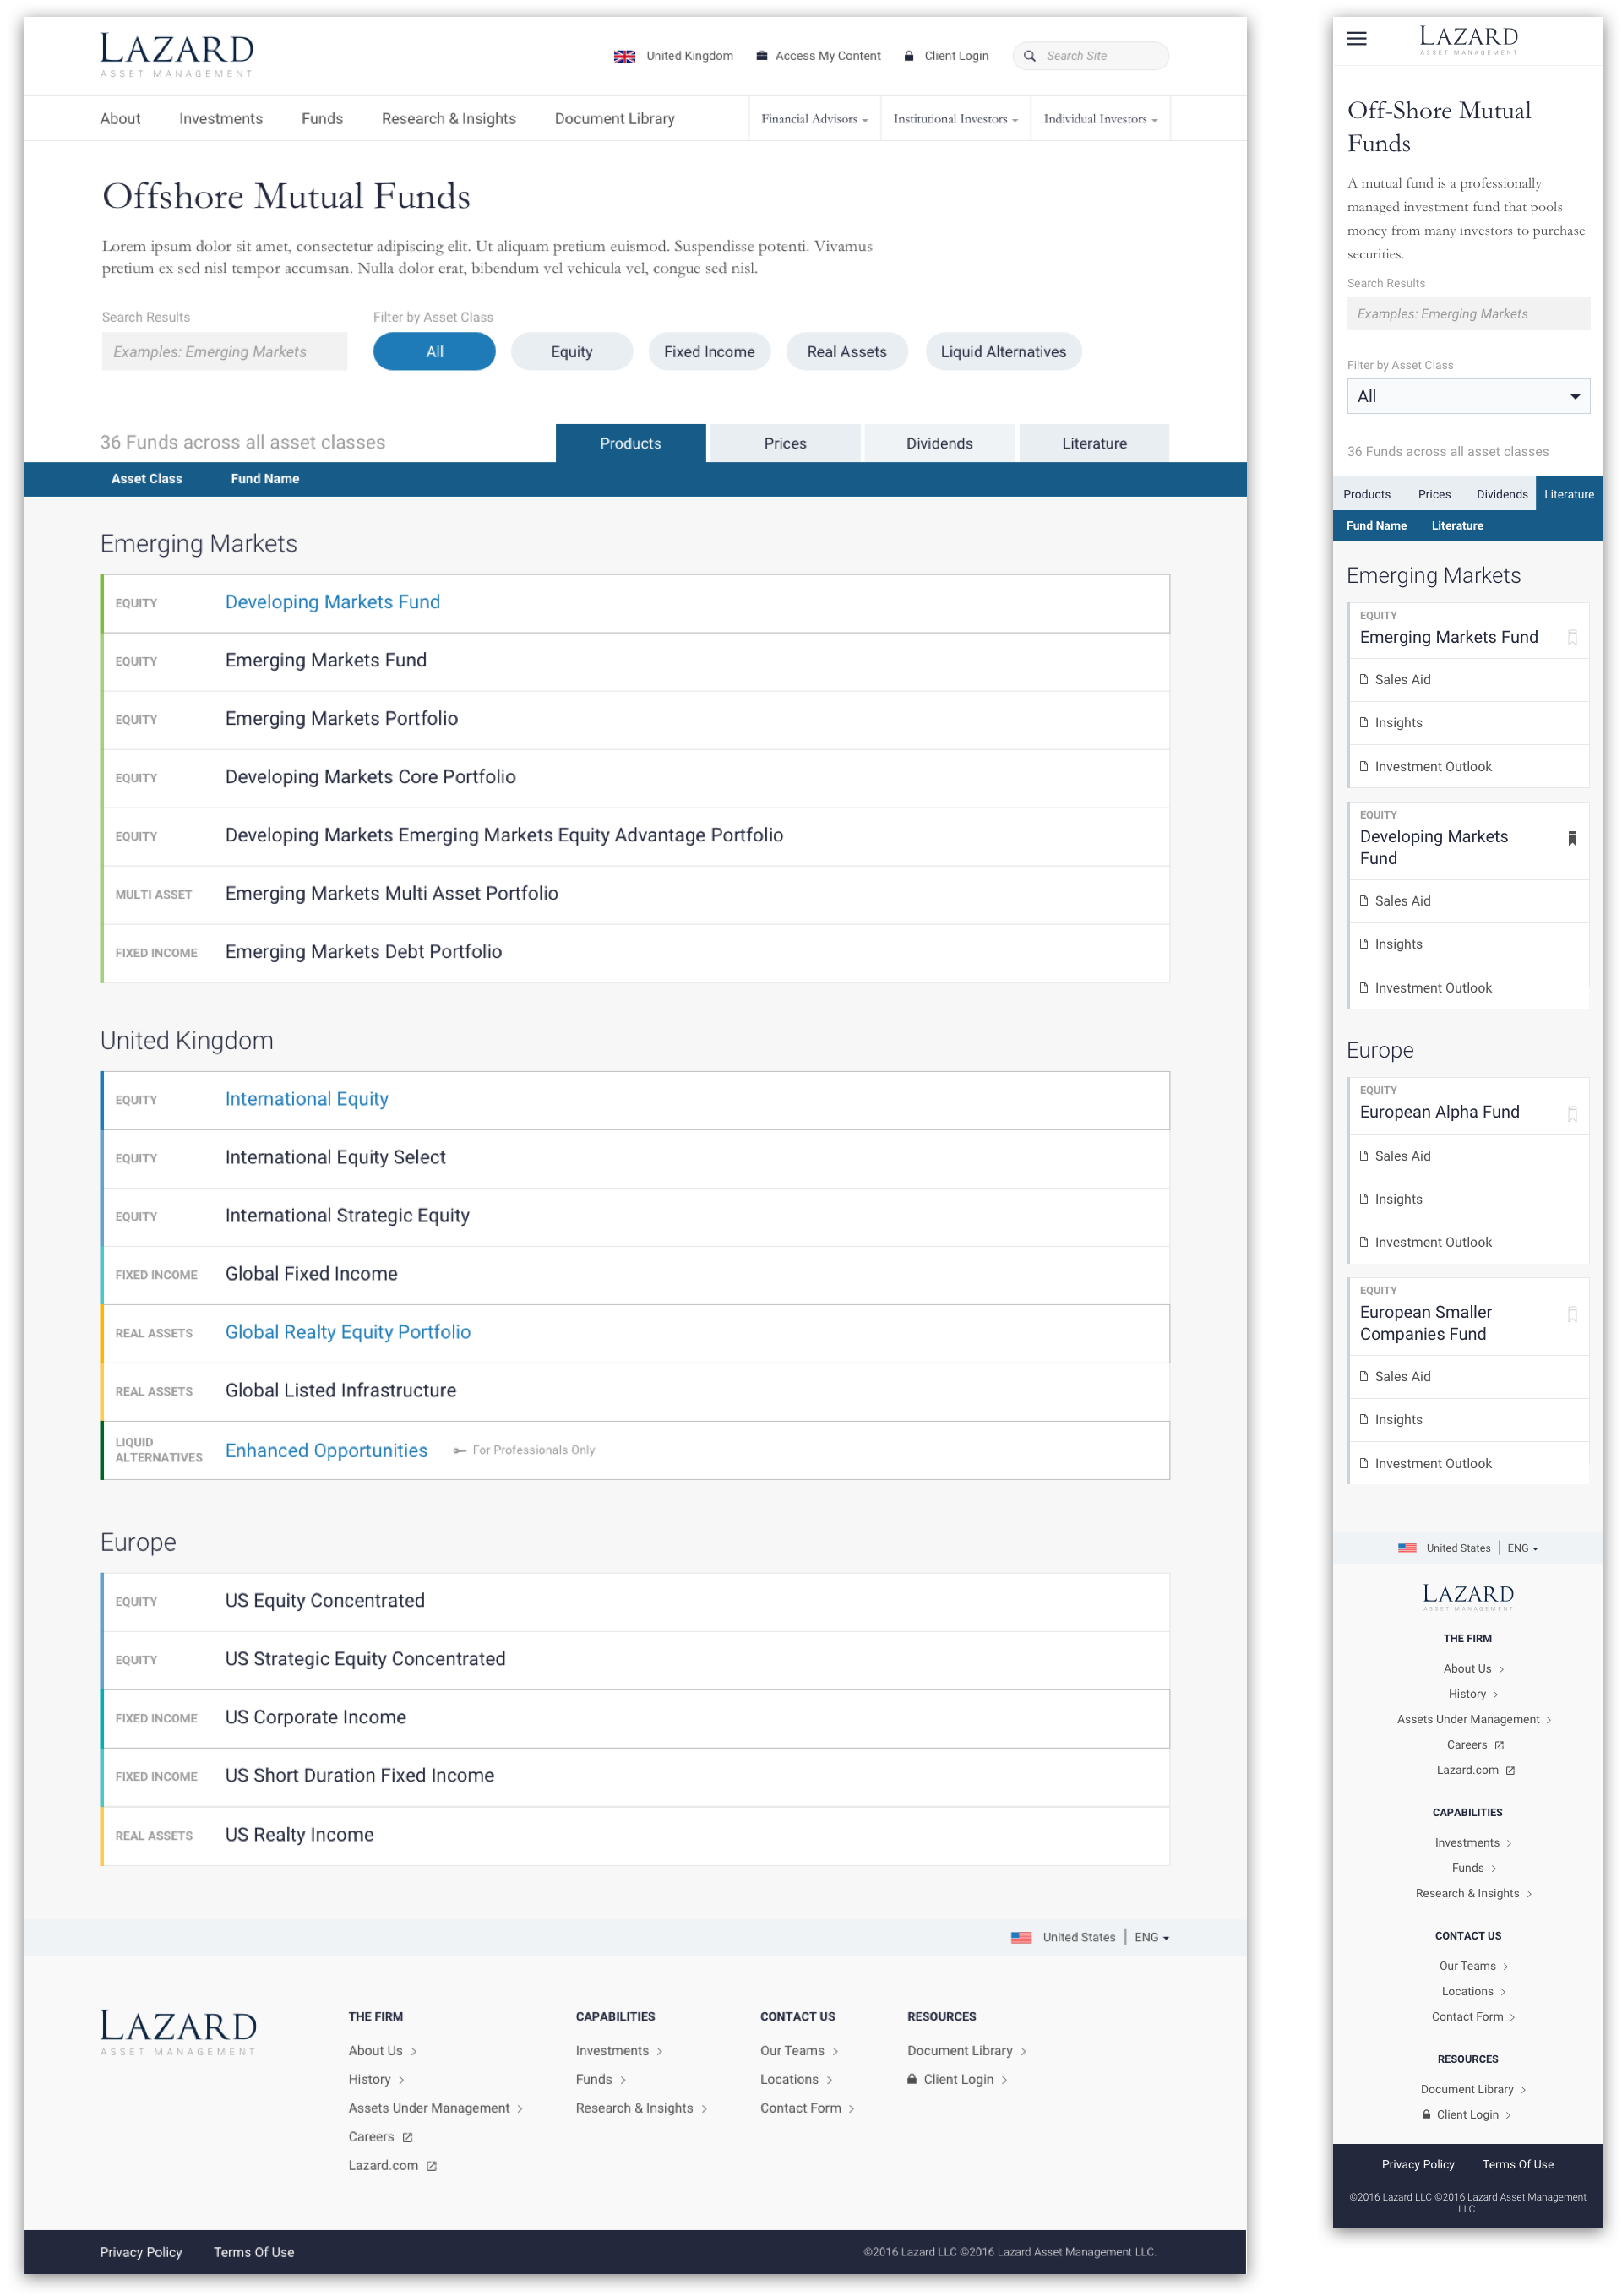 LAZARD
ASSET MANAGEMENT
United Kingdom
Access My Content
Client Login
Search Site
About
Investments
Funds
Research & Insights
Document Library
Financial Advisors
Institutional Investors
Individual Investors
Offshore Mutual Funds
Lorem ipsum dolor sit amet, consectetur adipiscing elit. Ut aliquam pretium euismod. Suspendisse potenti. Vivamus
pretium ex sed nisl tempor accumsan. Nulla dolor erat, bibendum vel vehicula vel, congue sed nisl.
Search Results
Examples: Emerging Markets
Filter by Asset Class
All
Equity
Fixed Income
Real Assets
Liquid Alternatives
36 Funds across all asset classes
Products
Prices
Dividends
Literature
Asset Class
Fund Name
Emerging Markets
EQUITY
Developing Markets Fund
EQUITY
Emerging Markets Fund
EQUITY
Emerging Markets Portfolio
EQUITY
Developing Markets Core Portfolio
EQUITY
Developing Markets Emerging Markets Equity Advantage Portfolio
MULTI ASSET
Emerging Markets Multi Asset Portfolio
FIXED INCOME
Emerging Markets Debt Portfolio
United Kingdom
EQUITY
International Equity
EQUITY
International Equity Select
EQUITY
International Strategic Equity
FIXED INCOME
Global Fixed Income
REAL ASSETS
Global Realty Equity Portfolio
REAL ASSETS
Global Listed Infrastructure
LIQUID
ALTERNATIVES
Enhanced Opportunities
For Professionals Only
Europe
EQUITY
US Equity Concentrated
EQUITY
US Strategic Equity Concentrated
FIXED INCOME
US Corporate Income
FIXED INCOME
US Short Duration Fixed Income
REAL ASSETS
US Realty Income
United States
ENG
LAZARD
ASSET MANAGEMENT
THE FIRM
About Us
History
Assets Under Management
Careers
Lazard.com
CAPABILITIES
Investments
Funds
Research & Insights
CONTACT US
Our Teams
Locations
Contact Form
RESOURCES
Document Library
Client Login
Privacy Policy
Terms Of Use
©2016 Lazard LLC ©2016 Lazard Asset Management LLC.
LAZARD
ASSET MANAGEMENT
Off-Shore Mutual
Funds
A mutual fund is a professionally
managed investment fund that pools
money from many investors to purchase
securities.
Search Results
Examples: Emerging Markets
Filter by Asset Class
All
36 Funds across all asset classes
Products
Prices
Dividends
Literature
Fund Name
Literature
Emerging Markets
EQUITY
Emerging Markets Fund
Sales Aid
Insights
Investment Outlook
EQUITY
Developing Markets
Fund
Sales Aid
Insights
Investment Outlook
Europe
EQUITY
European Alpha Fund
Sales Aid
Insights
Investment Outlook
EQUITY
European Smaller
Companies Fund
Sales Aid
Insights
Investment Outlook
United States
ENG
LAZARD
ASSET MANAGEMENT
THE FIRM
About Us
History
Assets Under Management
Careers
Lazard.com
CAPABILITIES
Investments
Funds
Research & Insights
CONTACT US
Our Teams
Locations
Contact Form
RESOURCES
Document Library
Client Login
Privacy Policy
Terms Of Use
©2016 Lazard LLC ©2016 Lazard Asset Management
LLC.